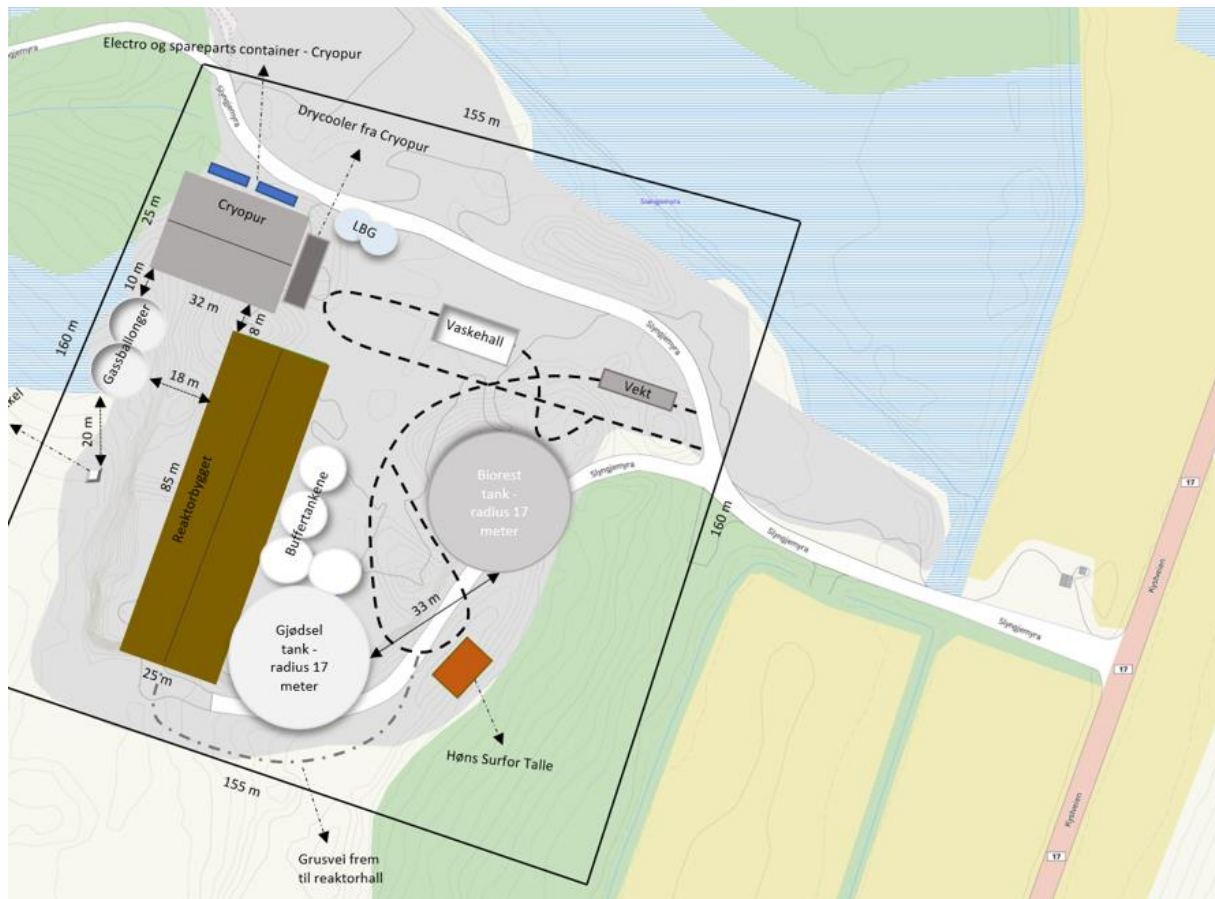 Electro og spareparts container - Cryopur
Slyngjemyra
155 m
Drycooler fra Cryopur
Cryopur
25 m
LBG
10 m
32 m
8 m
160 m
Gassballonger
18 m
20 m
Vaskehall
Slyngjemyra
Vekt
85 m
Reaktorbygget
Buffertankene
Biorest
tank -
radius 17
meter
Slyngjemyra
160 m
Slyngjemyra
33 m
Gjødsel
tank -
radius 17
meter
25 m
Høns Surfor Talle
155 m
Grusvei frem
til reaktorhall
Slyngjemyra
17
Kystveien
17
Kystveien
17